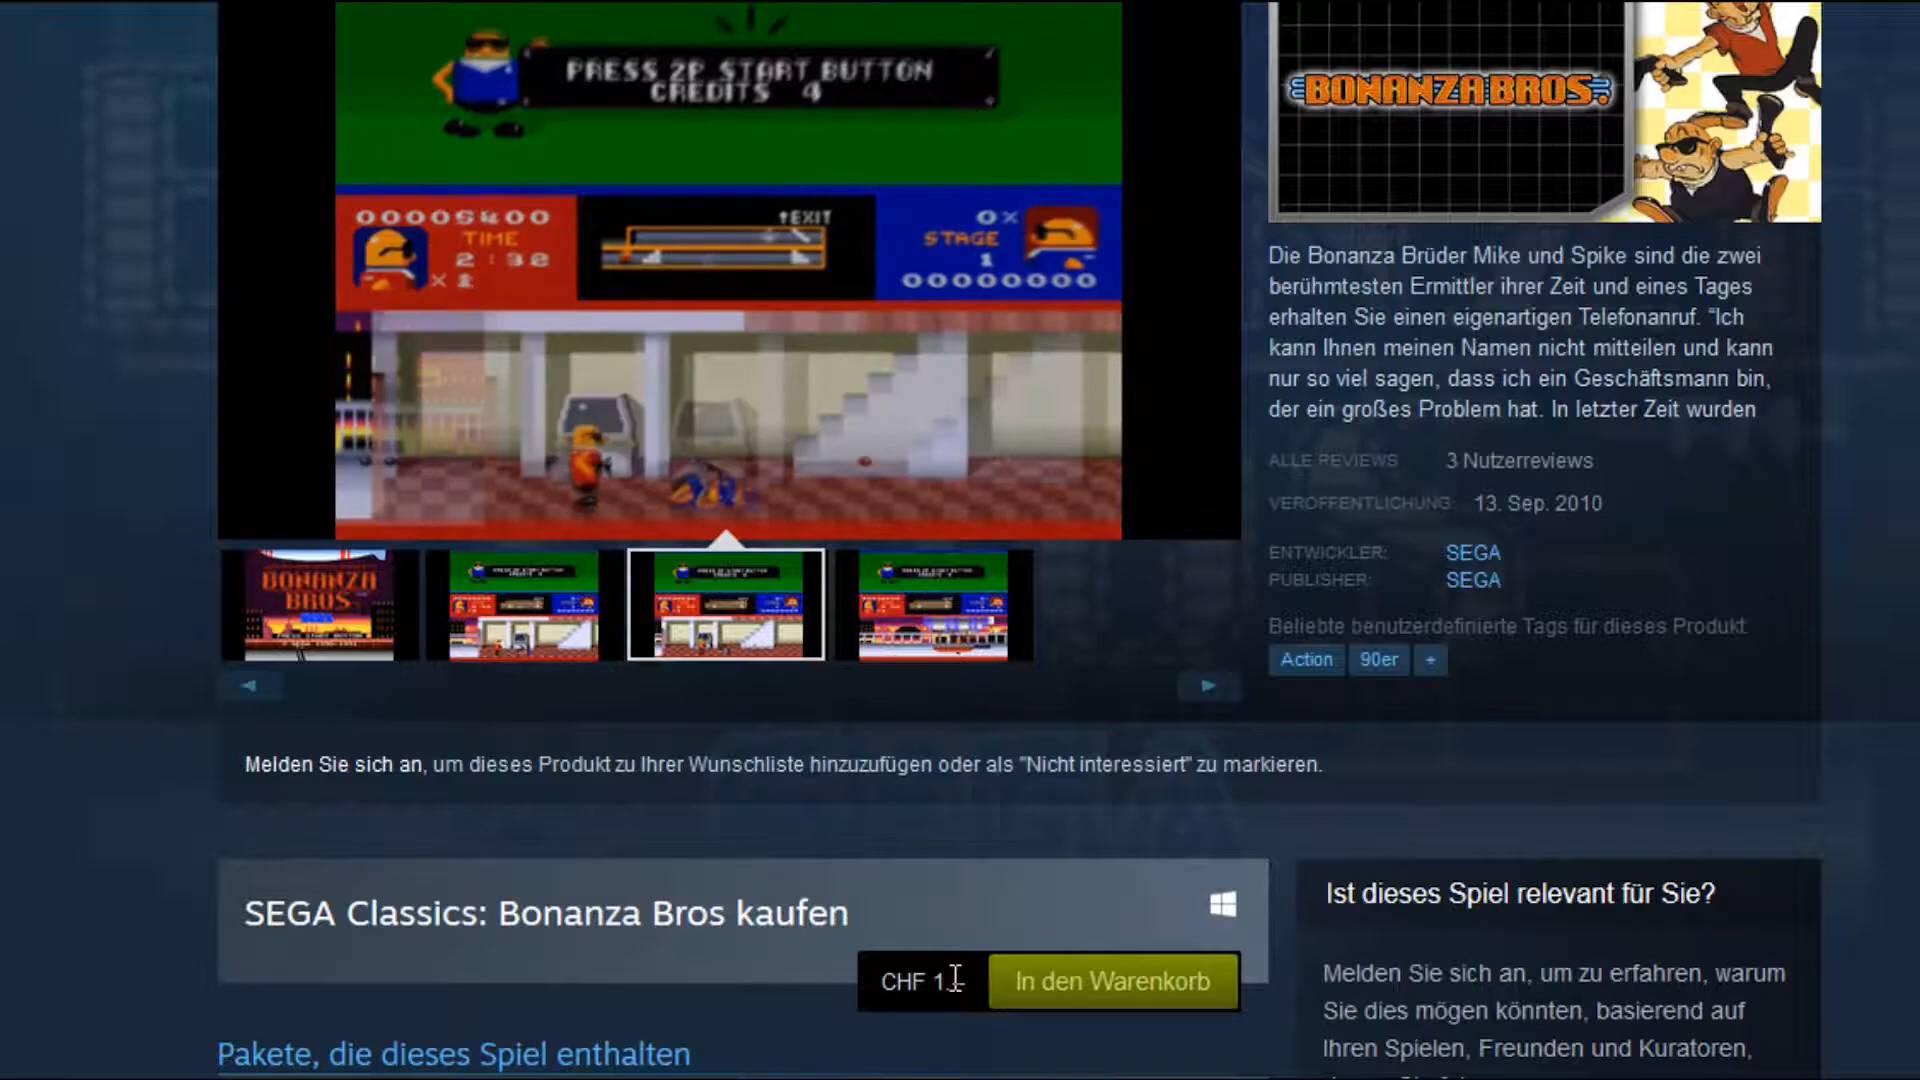 PRESS 2P START BUTTON
CREDITS 4
00005400
TIME
2:32
×1
↑EXIT
0×
STAGE
1
00000000
BONANZA BROS.
Die Bonanza Brüder Mike und Spike sind die zwei
berühmtesten Ermittler ihrer Zeit und eines Tages
erhalten Sie einen eigenartigen Telefonanruf. “Ich
kann Ihnen meinen Namen nicht mitteilen und kann
nur so viel sagen, dass ich ein Geschäftsmann bin,
der ein großes Problem hat. In letzter Zeit wurden
ALLE REVIEWS 3 Nutzerreviews
VERÖFFENTLICHUNG: 13. Sep. 2010
ENTWICKLER: SEGA
PUBLISHER: SEGA
Beliebte benutzerdefinierte Tags für dieses Produkt:
Action 90er +
BONANZA
BROS
PRESS START BUTTON
Melden Sie sich an, um dieses Produkt zu Ihrer Wunschliste hinzuzufügen oder als "Nicht interessiert" zu markieren.
SEGA Classics: Bonanza Bros kaufen
CHF 1.–
In den Warenkorb
Pakete, die dieses Spiel enthalten
Ist dieses Spiel relevant für Sie?
Melden Sie sich an, um zu erfahren, warum
Sie dies mögen könnten, basierend auf
Ihren Spielen, Freunden und Kuratoren,